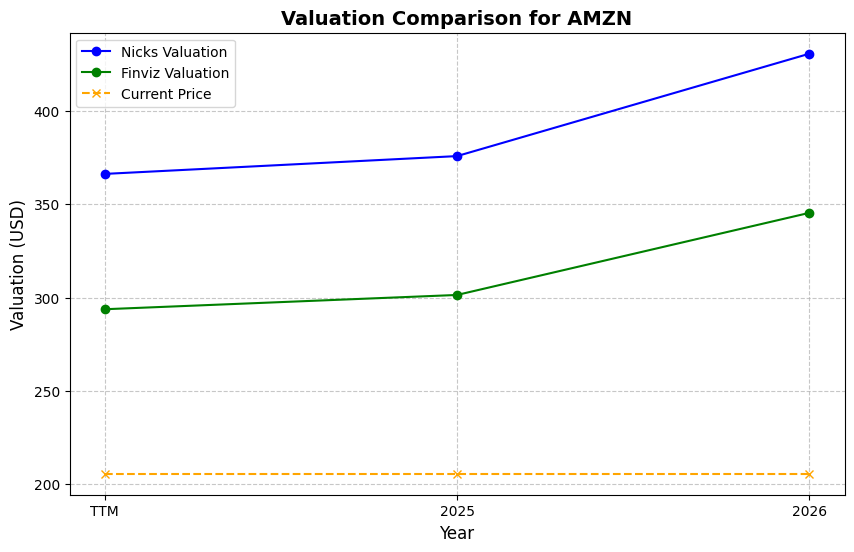 Valuation Comparison for AMZN
Nicks Valuation
Finviz Valuation
Current Price
Valuation (USD)
400
350
300
250
200
TTM
2025
2026
Year